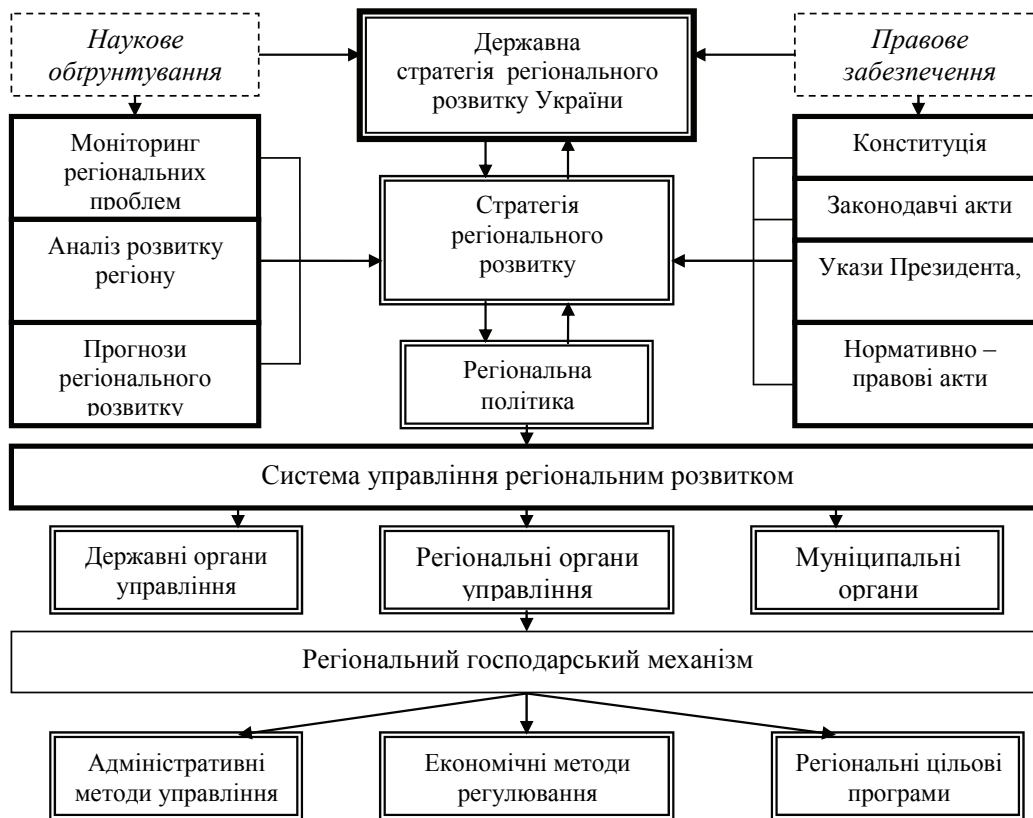 Наукове
обґрунтування
Державна
стратегія регіонального
розвитку України
Правове
забезпечення
Моніторинг
регіональних
проблем
Аналіз розвитку
регіону
Прогнози
регіонального
розвитку
Стратегія
регіонального
розвитку
Регіональна
політика
Конституція
Законодавчі акти
Укази Президента,
Нормативно –
правові акти
Система управління регіональним розвитком
Державні органи
управління
Регіональні органи
управління
Муніципальні
органи
Регіональний господарський механізм
Адміністративні
методи управління
Економічні методи
регулювання
Регіональні цільові
програми